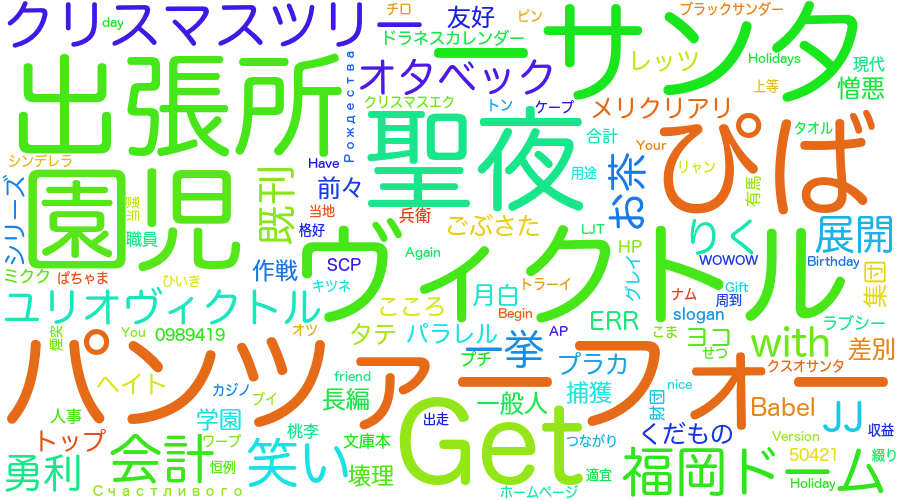 クリスマスツリー
day
チロ
友好
ピン
ブラックサンダー
ー
サンタ
ドラネスカレンダー
レッツ
Holidays
現代
出張所
オタベック
Рождества
上等
憎悪
クリスマスエク
トン
ケープ
メリクリアリ
聖夜
合計
Your
タオル
ぴば
シンデレラ
Have
用途
リャン
園児
既刊
前々
お奈
有馬
シリーズ
当選
当地
兵衛
ごぶさた
りく
展開
職員
格好
Again
LJT
HP
WOWOW
Birthday
ミクク
ぱちゃま
ひいき
作戦
SCP
キツネ
ヴィクトル
トラーイ
グレイ
Gift
周到
集団
ユリオヴィクトル
こころ
月白
Begin
ナム
slogan
ラブシー
煙突
You
0989419
オツ
タテ
パラレル
AP
ERR
こま
ヨコ
with
差別
プチ
一挙
せつ
パンツァーフォー
クスオサンタ
ヘイト
カジノ
friend
プラカ
nice
ブイ
長編
捕獲
財団
Babel
JJ
人事
学園
一般人
Get
出走
くだもの
収益
トップ
会計
ワープ
桃李
文庫本
つながり
Version
勇利
恒例
笑い
壊理
適宜
福岡ドーム
50421
綴り
Счастливого
ホームページ
Holiday